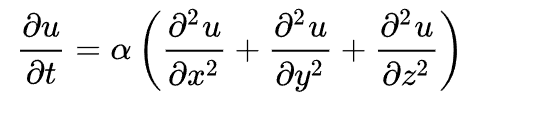 ∂u/∂t = α (∂²u/∂x² + ∂²u/∂y² + ∂²u/∂z²)